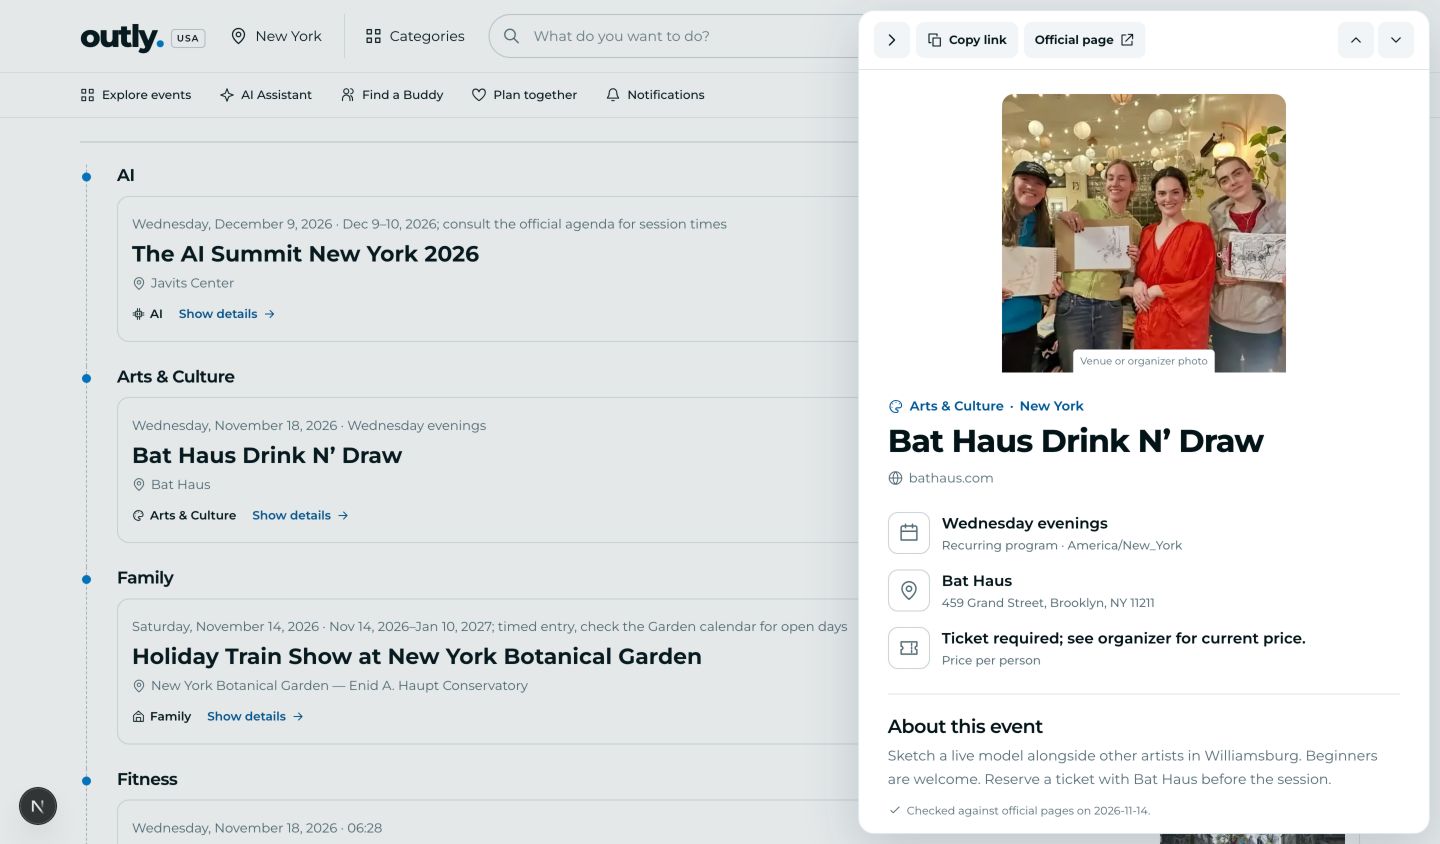 outly.
USA
New York
Categories
What do you want to do?
Explore events
AI Assistant
Find a Buddy
Plan together
Notifications
AI
Wednesday, December 9, 2026 · Dec 9–10, 2026; consult the official agenda for session times
The AI Summit New York 2026
Javits Center
AI
Show details →
Arts & Culture
Wednesday, November 18, 2026 · Wednesday evenings
Bat Haus Drink N’ Draw
Bat Haus
Arts & Culture
Show details →
Family
Saturday, November 14, 2026 · Nov 14, 2026–Jan 10, 2027; timed entry, check the Garden calendar for open days
Holiday Train Show at New York Botanical Garden
New York Botanical Garden — Enid A. Haupt Conservatory
Family
Show details →
Fitness
Wednesday, November 18, 2026 · 06:28
N
Copy link
Official page
Venue or organizer photo
Arts & Culture · New York
Bat Haus Drink N’ Draw
bathaus.com
Wednesday evenings
Recurring program · America/New_York
Bat Haus
459 Grand Street, Brooklyn, NY 11211
Ticket required; see organizer for current price.
Price per person
About this event
Sketch a live model alongside other artists in Williamsburg. Beginners
are welcome. Reserve a ticket with Bat Haus before the session.
Checked against official pages on 2026-11-14.